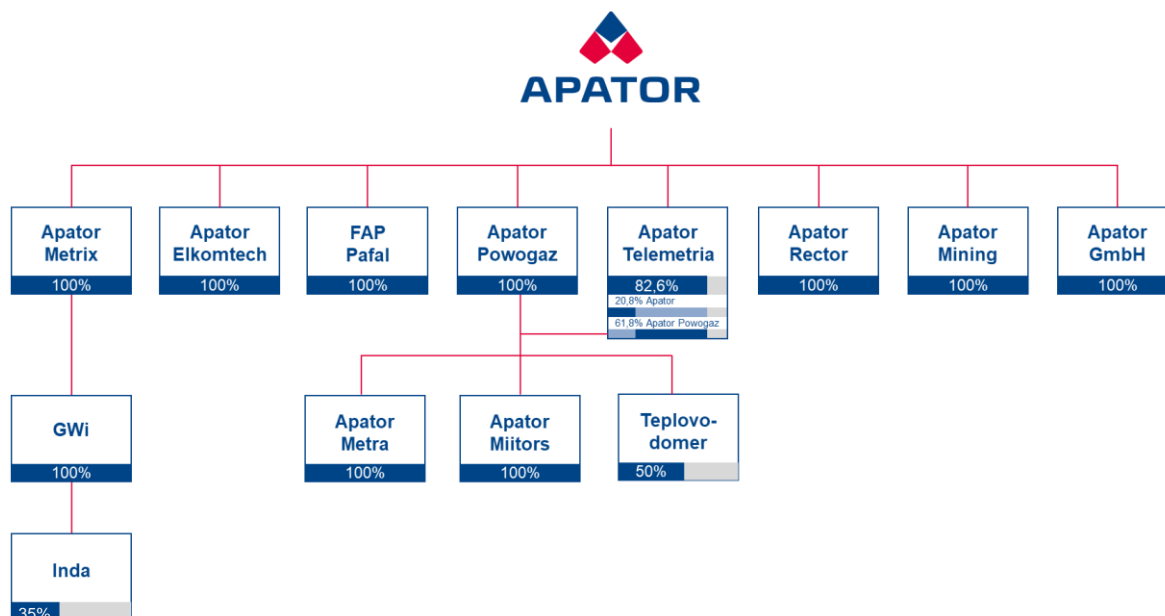 APATOR
Apator
Metrix
100%
Apator
Elkomtech
100%
FAP
Pafal
100%
Apator
Powogaz
100%
Apator
Telemetria
82,6%
20,8% Apator
61,8% Apator Powogaz
Apator
Rector
100%
Apator
Mining
100%
Apator
GmbH
100%
GWi
100%
Apator
Metra
100%
Apator
Miitors
100%
Teplovo-
domer
50%
Inda
35%